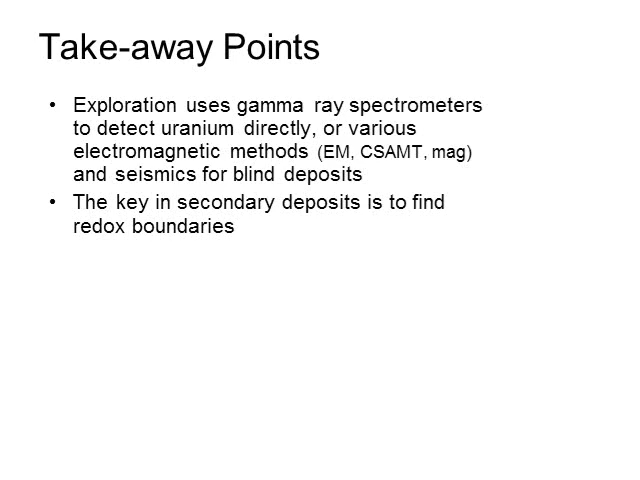 Take-away Points
• Exploration uses gamma ray spectrometers
to detect uranium directly, or various
electromagnetic methods (EM, CSAMT, mag)
and seismics for blind deposits
• The key in secondary deposits is to find
redox boundaries